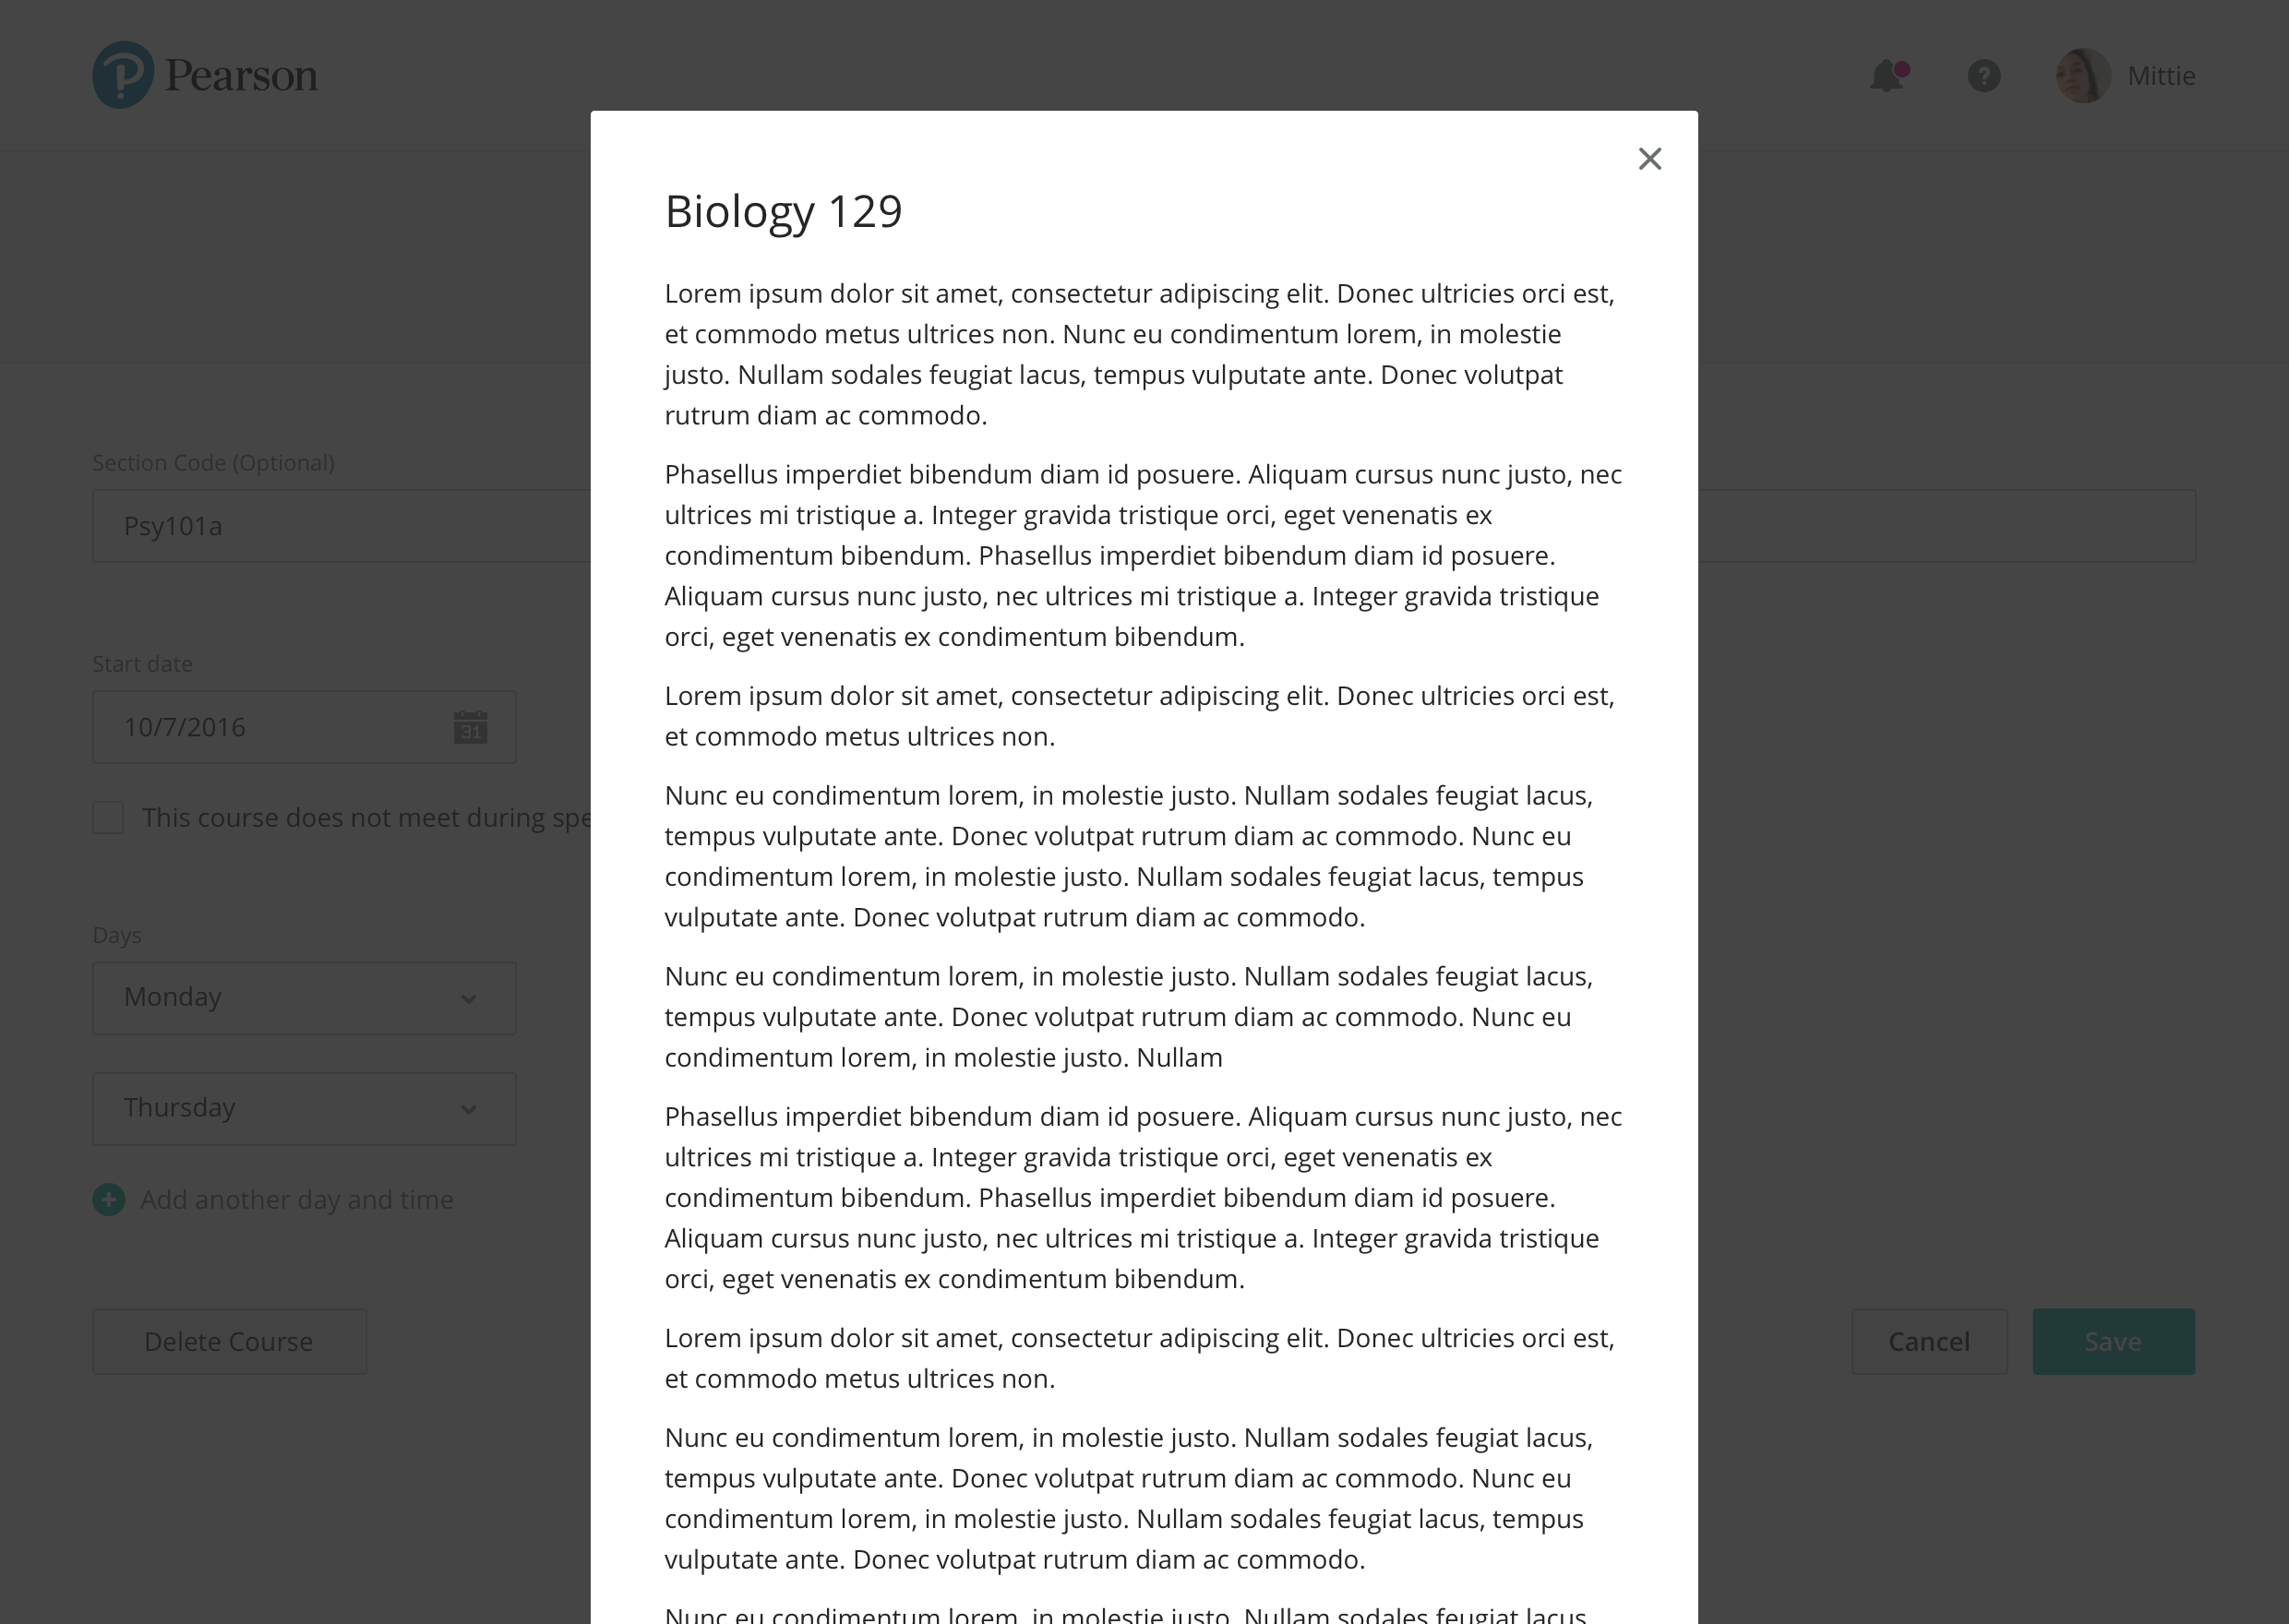 Pearson
Mittie
Biology 129
Lorem ipsum dolor sit amet, consectetur adipiscing elit. Donec ultricies orci est,
et commodo metus ultrices non. Nunc eu condimentum lorem, in molestie
justo. Nullam sodales feugiat lacus, tempus vulputate ante. Donec volutpat
rutrum diam ac commodo.
Phasellus imperdiet bibendum diam id posuere. Aliquam cursus nunc justo, nec
ultrices mi tristique a. Integer gravida tristique orci, eget venenatis ex
condimentum bibendum. Phasellus imperdiet bibendum diam id posuere.
Aliquam cursus nunc justo, nec ultrices mi tristique a. Integer gravida tristique
orci, eget venenatis ex condimentum bibendum.
Lorem ipsum dolor sit amet, consectetur adipiscing elit. Donec ultricies orci est,
et commodo metus ultrices non.
Nunc eu condimentum lorem, in molestie justo. Nullam sodales feugiat lacus,
tempus vulputate ante. Donec volutpat rutrum diam ac commodo. Nunc eu
condimentum lorem, in molestie justo. Nullam sodales feugiat lacus, tempus
vulputate ante. Donec volutpat rutrum diam ac commodo.
Nunc eu condimentum lorem, in molestie justo. Nullam sodales feugiat lacus,
tempus vulputate ante. Donec volutpat rutrum diam ac commodo. Nunc eu
condimentum lorem, in molestie justo. Nullam
Phasellus imperdiet bibendum diam id posuere. Aliquam cursus nunc justo, nec
ultrices mi tristique a. Integer gravida tristique orci, eget venenatis ex
condimentum bibendum. Phasellus imperdiet bibendum diam id posuere.
Aliquam cursus nunc justo, nec ultrices mi tristique a. Integer gravida tristique
orci, eget venenatis ex condimentum bibendum.
Lorem ipsum dolor sit amet, consectetur adipiscing elit. Donec ultricies orci est,
et commodo metus ultrices non.
Nunc eu condimentum lorem, in molestie justo. Nullam sodales feugiat lacus,
tempus vulputate ante. Donec volutpat rutrum diam ac commodo. Nunc eu
condimentum lorem, in molestie justo. Nullam sodales feugiat lacus, tempus
vulputate ante. Donec volutpat rutrum diam ac commodo.
Nunc eu condimentum lorem, in molestie justo. Nullam sodales feugiat lacus,
Section Code (Optional)
Psy101a
Start date
10/7/2016
31
This course does not meet during spe
Days
Monday
Thursday
Add another day and time
Delete Course
Cancel
Save